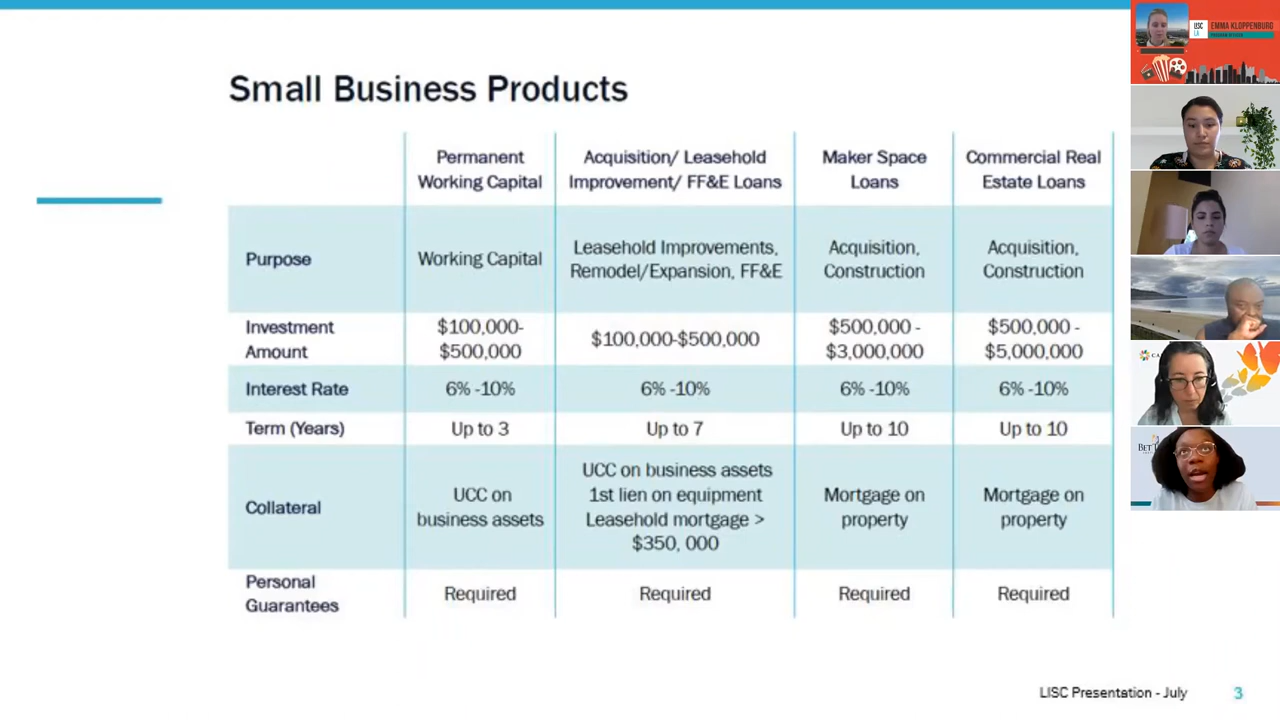 Small Business Products
Permanent
Working Capital
Acquisition/ Leasehold
Improvement/ FF&E Loans
Maker Space
Loans
Commercial Real
Estate Loans
Purpose
Working Capital
Leasehold Improvements,
Remodel/Expansion, FF&E
Acquisition,
Construction
Acquisition,
Construction
Investment
Amount
$100,000-
$500,000
$100,000-$500,000
$500,000 -
$3,000,000
$500,000 -
$5,000,000
Interest Rate
6% -10%
6% -10%
6% -10%
6% -10%
Term (Years)
Up to 3
Up to 7
Up to 10
Up to 10
Collateral
UCC on
business assets
UCC on business assets
1st lien on equipment
Leasehold mortgage >
$350, 000
Mortgage on
property
Mortgage on
property
Personal
Guarantees
Required
Required
Required
Required
LISC Presentation - July
3
LISC
LA
EMMA KLOPPENBURG
PROGRAM OFFICER